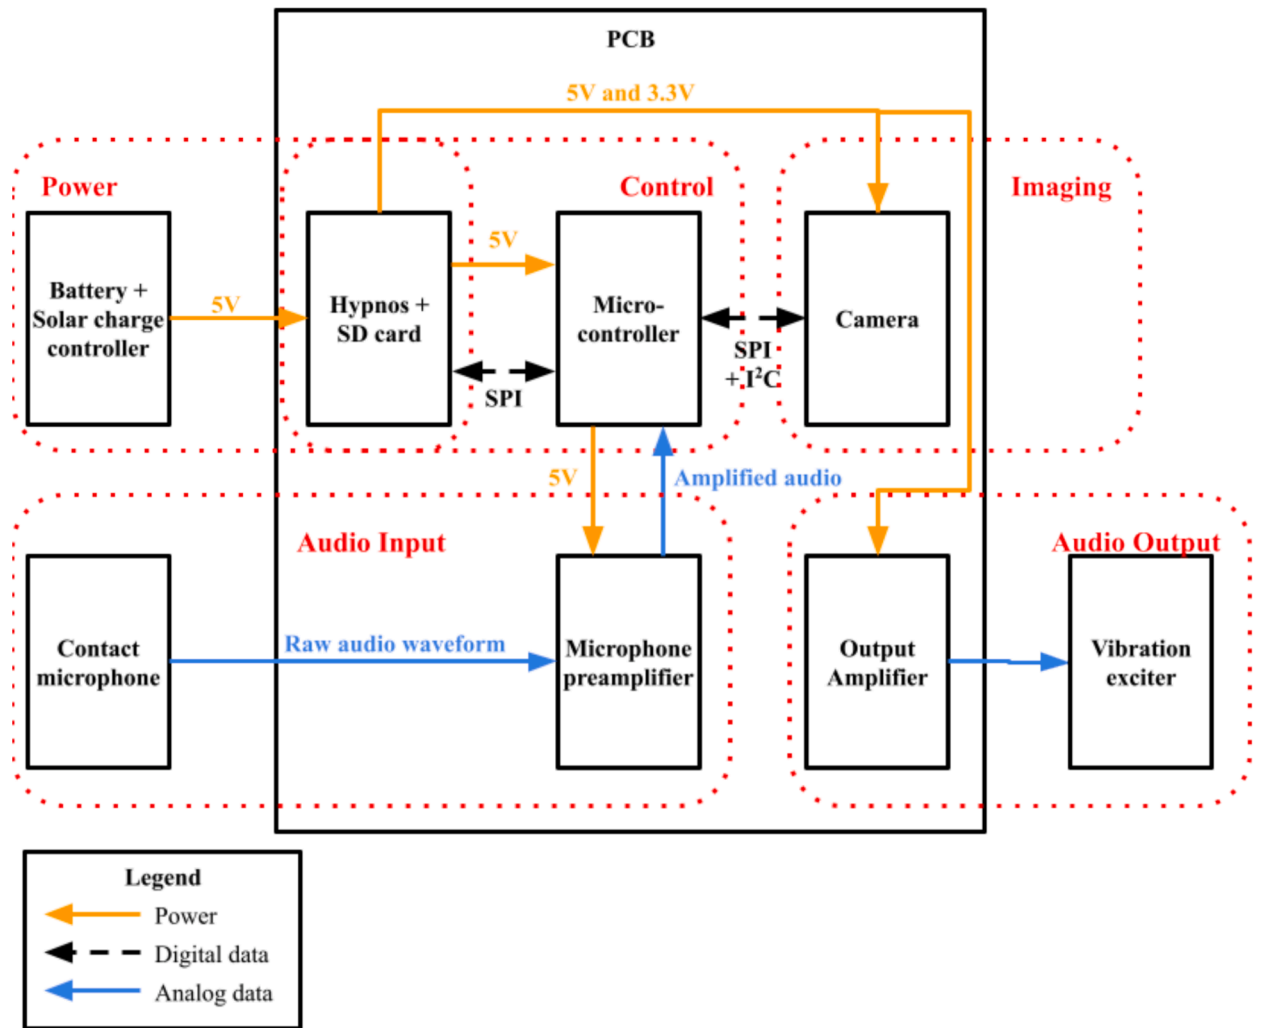 PCB
5V and 3.3V
Power
Control
Imaging
Battery +
Solar charge
controller
5V
Hypnos +
SD card
5V
SPI
Micro-
controller
SPI
+ I²C
Camera
5V
Amplified audio
Audio Input
Audio Output
Contact
microphone
Raw audio waveform
Microphone
preamplifier
Output
Amplifier
Vibration
exciter
Legend
Power
Digital data
Analog data